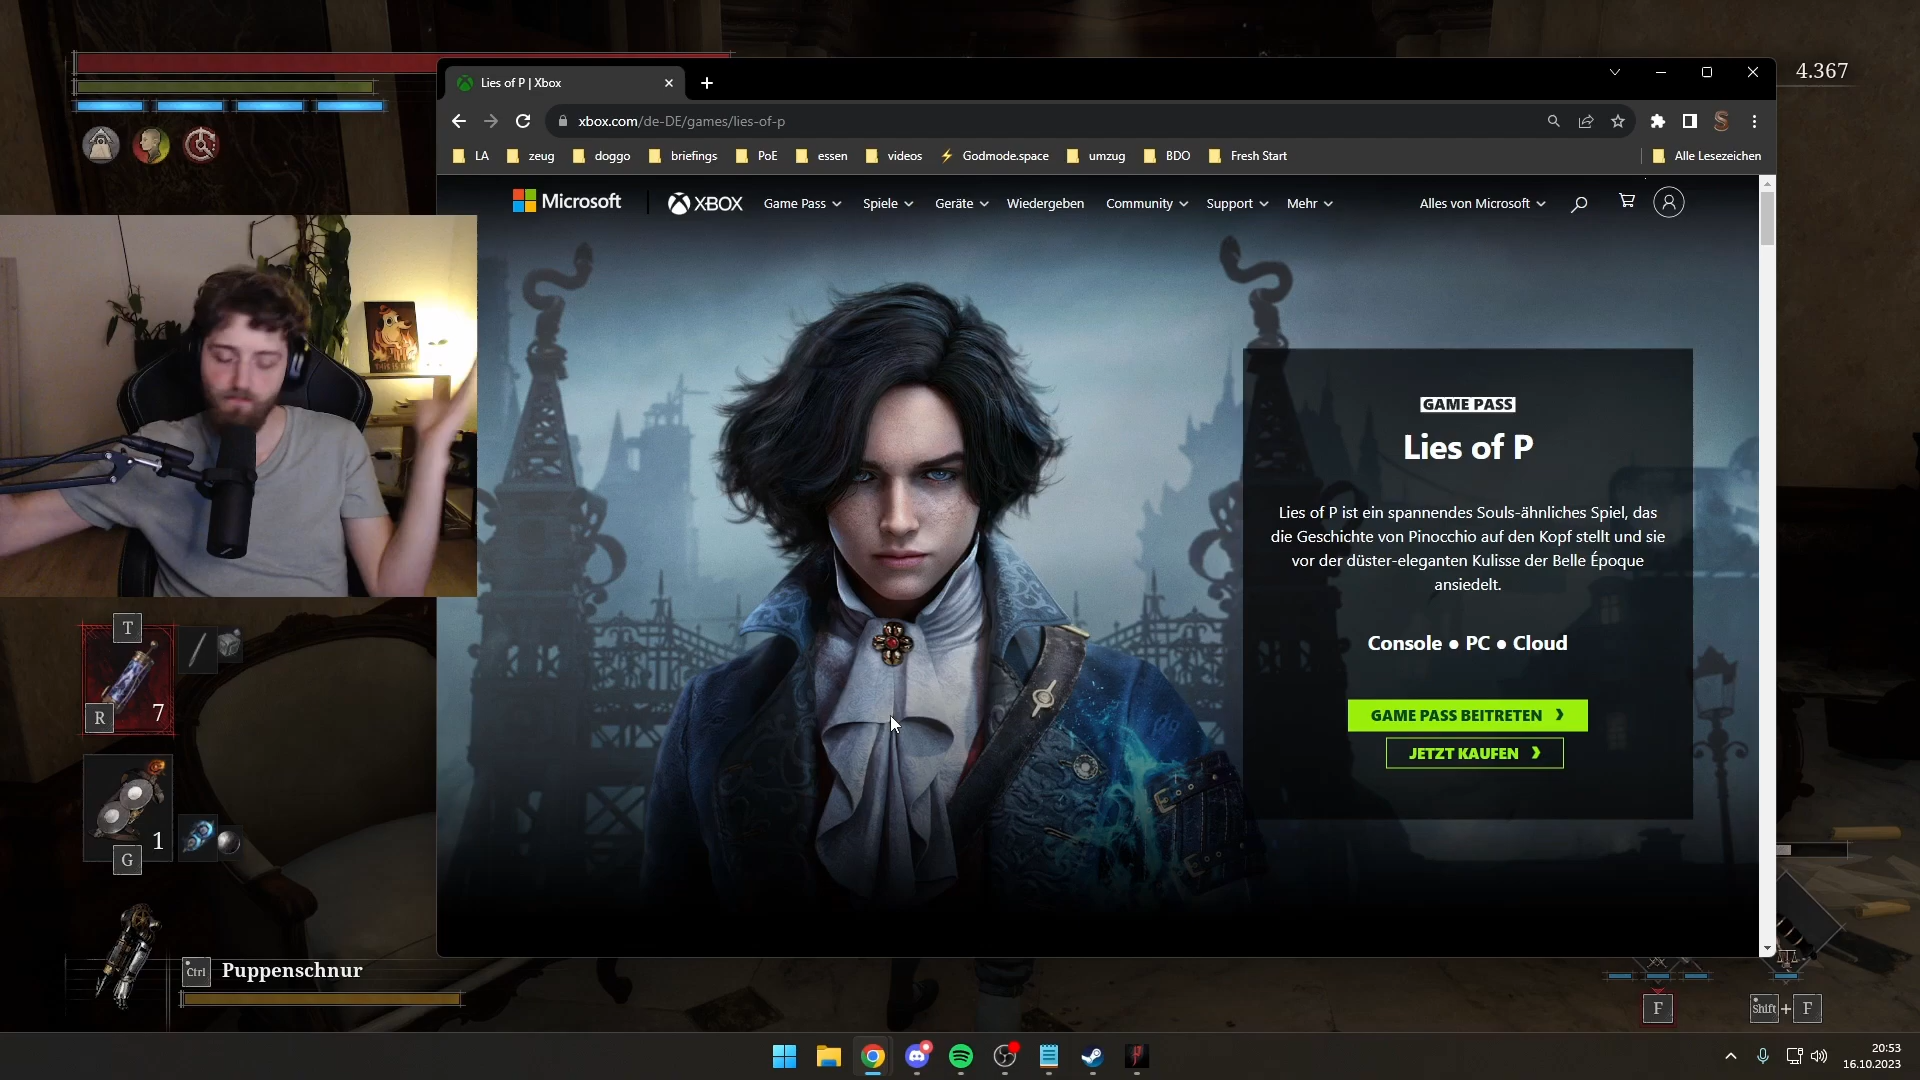 4.367
Lies of P | Xbox
xbox.com/de-DE/games/lies-of-p
LA zeug doggo briefings PoE essen videos Godmode.space umzug BDO Fresh Start Alle Lesezeichen
Microsoft XBOX Game Pass Spiele Geräte Wiedergeben Community Support Mehr Alles von Microsoft
THIS IS FINE
GAME PASS
Lies of P
Lies of P ist ein spannendes Souls-ähnliches Spiel, das
die Geschichte von Pinocchio auf den Kopf stellt und sie
vor der düster-eleganten Kulisse der Belle Époque
ansiedelt.
Console • PC • Cloud
GAME PASS BEITRETEN
JETZT KAUFEN
T
R 7
1
G
Ctrl Puppenschnur
F Shift + F
20:53
16.10.2023